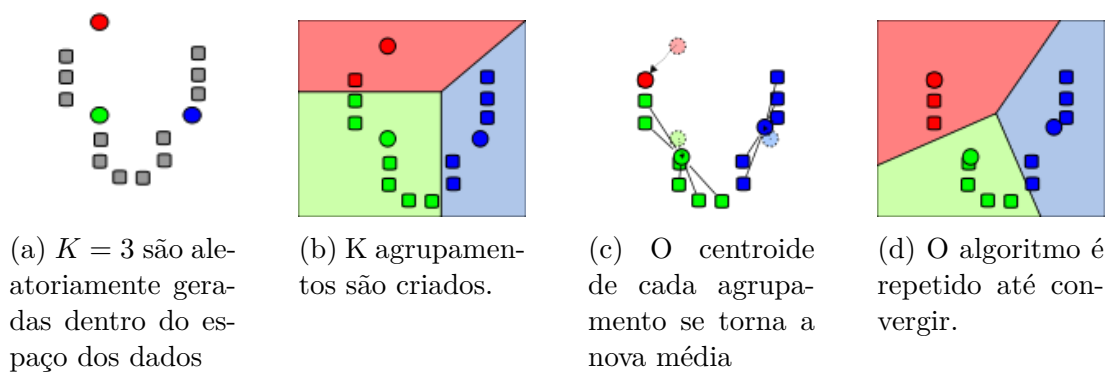 (a) K = 3 são ale-
atoriamente gera-
das dentro do es-
paço dos dados
(b) K agrupamen-
tos são criados.
(c) O centroide
de cada agrupa-
mento se torna a
nova média
(d) O algoritmo é
repetido até con-
vergir.